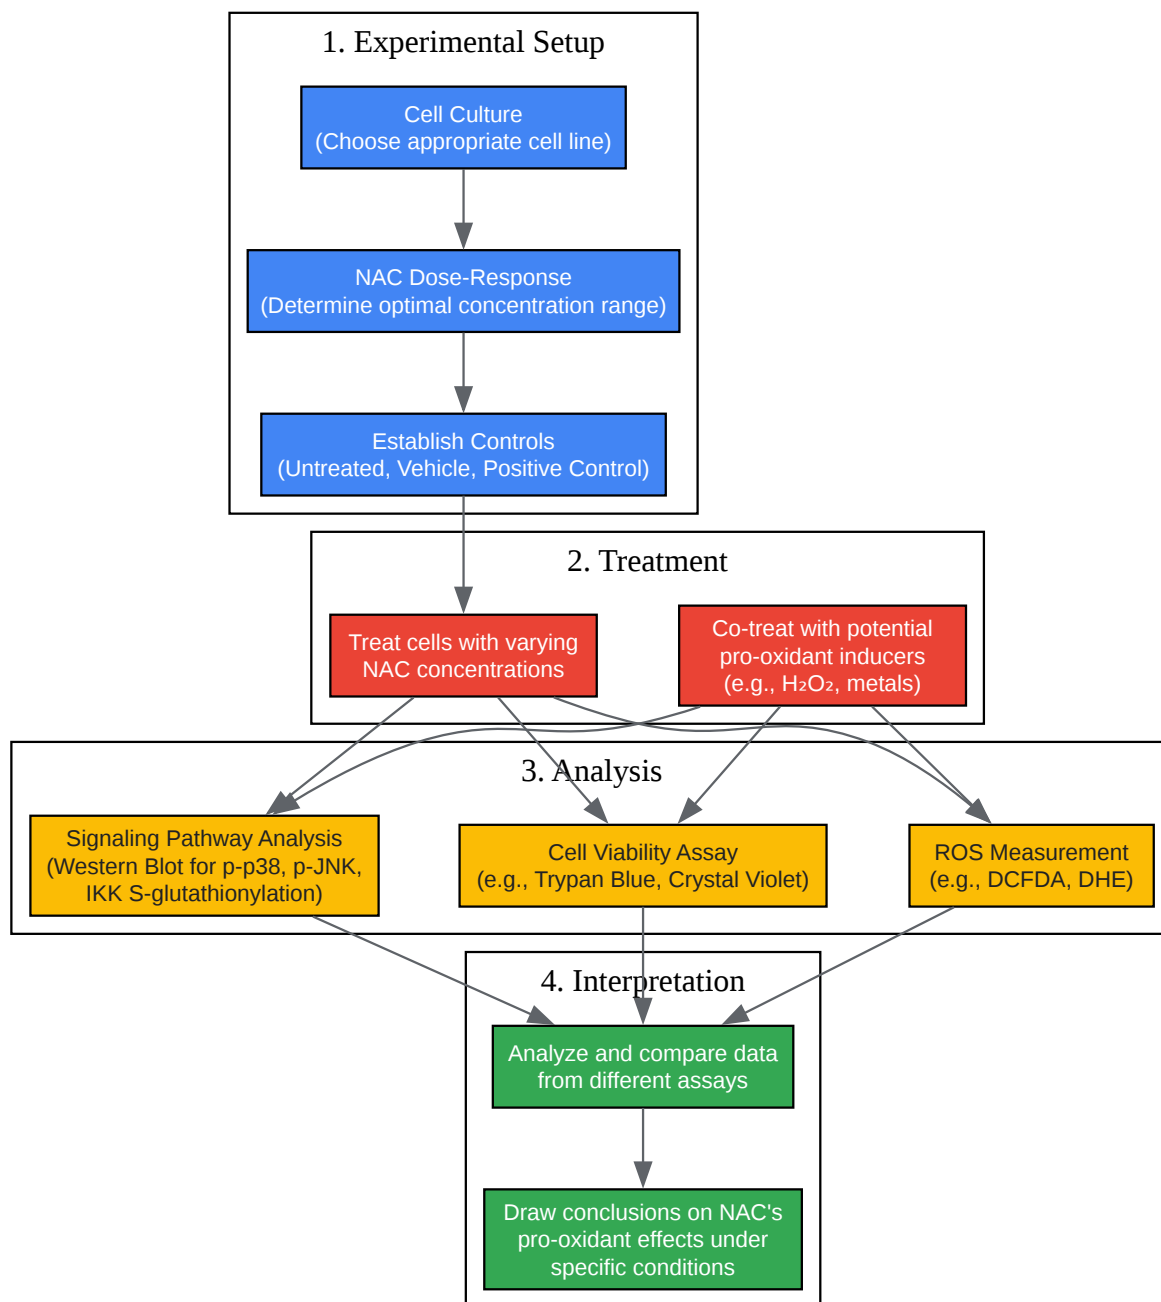 1. Experimental Setup
Cell Culture
(Choose appropriate cell line)
NAC Dose-Response
(Determine optimal concentration range)
Establish Controls
(Untreated, Vehicle, Positive Control)
2. Treatment
Treat cells with varying
NAC concentrations
Co-treat with potential
pro-oxidant inducers
(e.g., H₂O₂, metals)
3. Analysis
Signaling Pathway Analysis
(Western Blot for p-p38, p-JNK,
IKK S-glutathionylation)
Cell Viability Assay
(e.g., Trypan Blue, Crystal Violet)
ROS Measurement
(e.g., DCFDA, DHE)
4. Interpretation
Analyze and compare data
from different assays
Draw conclusions on NAC's
pro-oxidant effects under
specific conditions